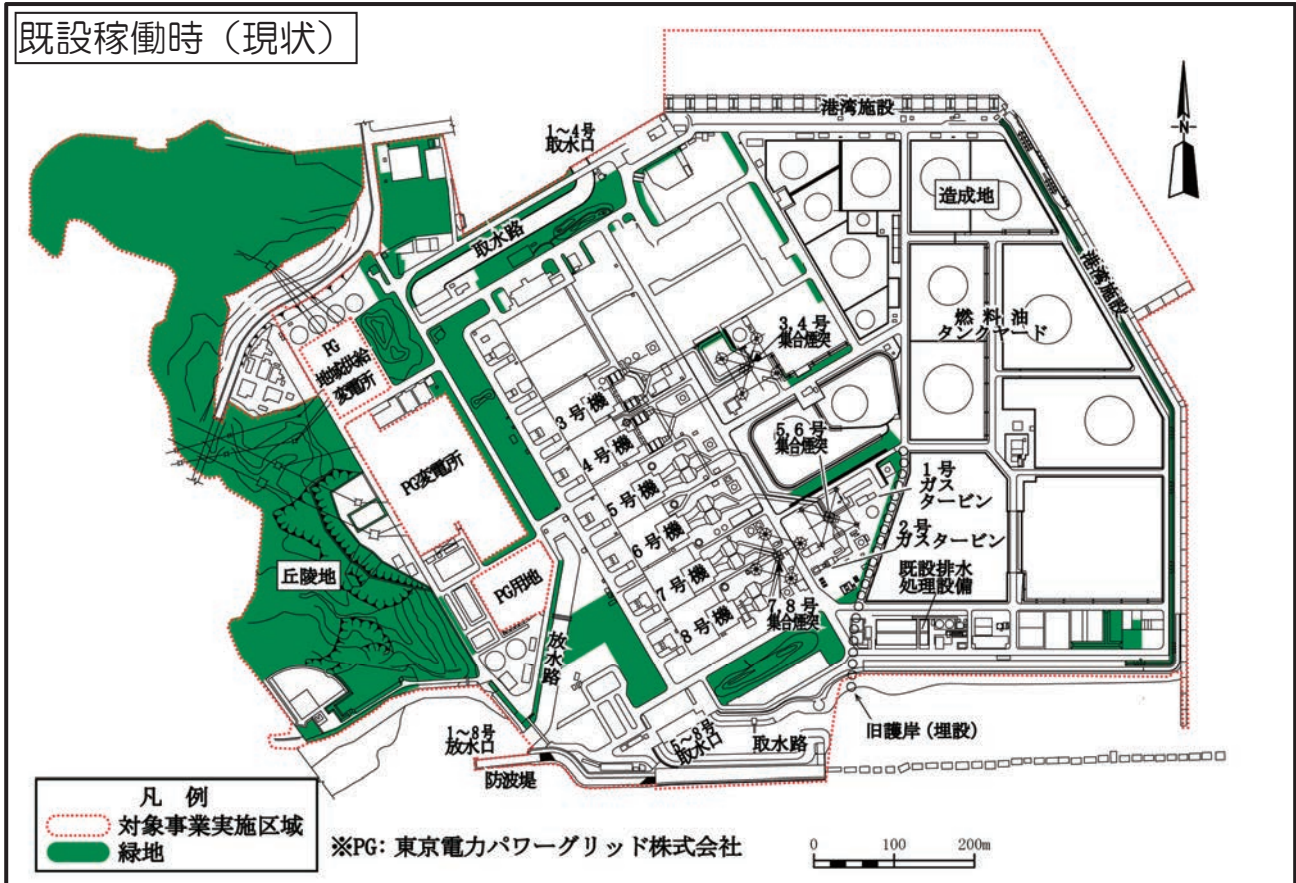 既設稼働時（現状）
港湾施設
N
1～4号
取水口
造成地
取水路
港湾施設
燃料油
タンクヤード
3,4号
集合煙突
PG
地域供給
変電所
3号機
4号機
5,6号
集合煙突
PG変電所
5号機
1号
ガス
タービン
6号機
2号
ガスタービン
丘陵地
PG用地
7号機
既設排水
処理設備
8号機
7,8号
集合煙突
放水路
旧護岸(埋設)
1～8号
放水口
5～8号
取水口
取水路
防波堤
凡例
対象事業実施区域
緑地
※PG: 東京電力パワーグリッド株式会社
0 100 200m